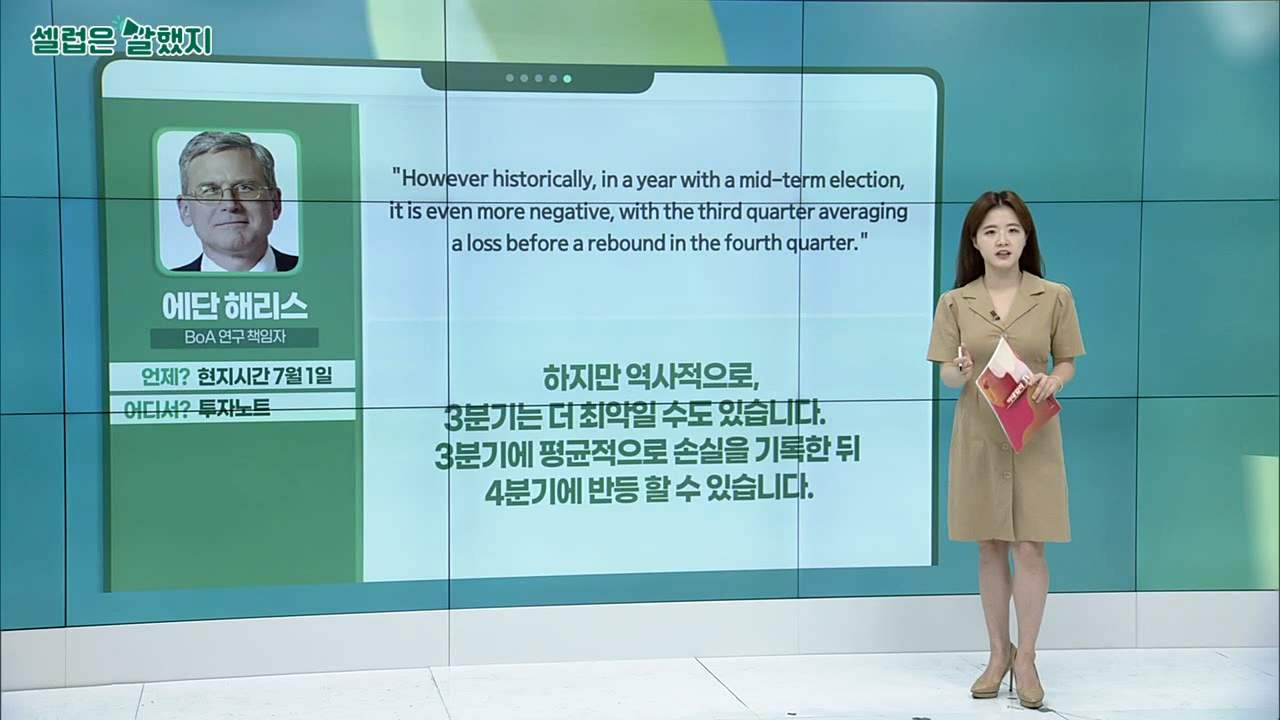 셀럽은 쌀했지
"However historically, in a year with a mid-term election,
it is even more negative, with the third quarter averaging
a loss before a rebound in the fourth quarter."
에단 해리스
BoA 연구 책임자
언제? 현지시간 7월 1일
어디서? 투자노트
하지만 역사적으로,
3분기는 더 최악일 수도 있습니다.
3분기에 평균적으로 손실을 기록한 뒤
4분기에 반등 할 수 있습니다.